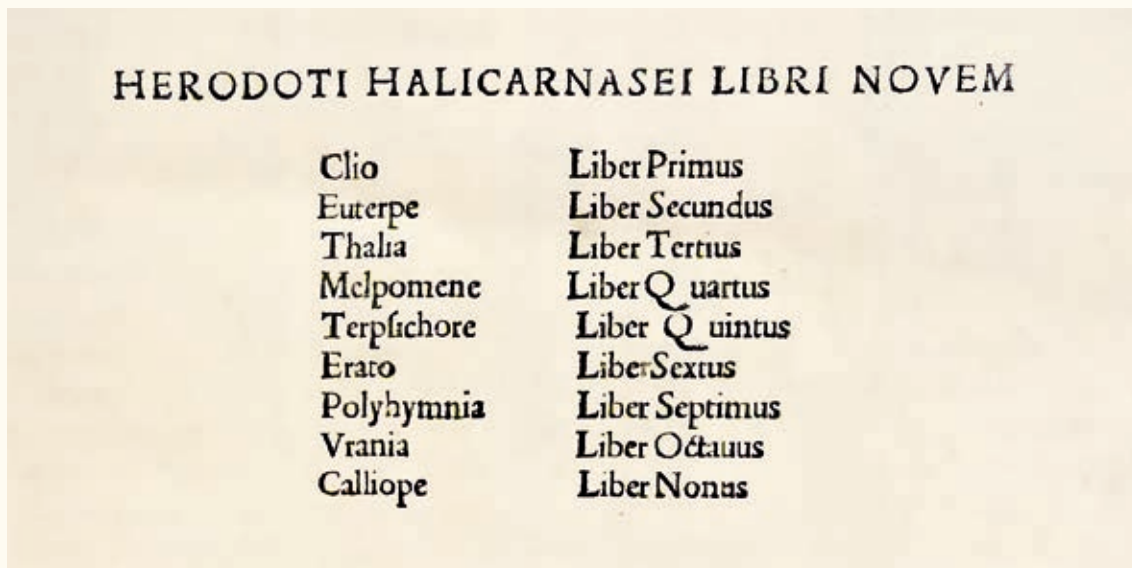 HERODOTI HALICARNASEI LIBRI NOVEM
Clio Liber Primus
Euterpe Liber Secundus
Thalia Liber Tertius
Melpomene Liber Quartus
Terpſichore Liber Quintus
Erato Liber Sextus
Polyhymnia Liber Septimus
Vrania Liber Octauus
Calliope Liber Nonus